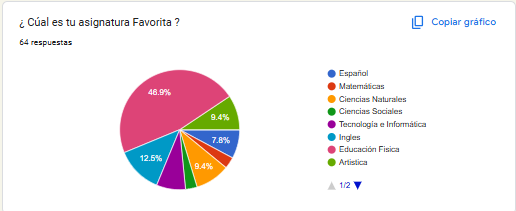 ¿ Cúal es tu asignatura Favorita ?
Copiar gráfico
64 respuestas
46.9%
9.4%
7.8%
9.4%
12.5%
Español
Matemáticas
Ciencias Naturales
Ciencias Sociales
Tecnología e Informática
Ingles
Educación Física
Artistica
1/2